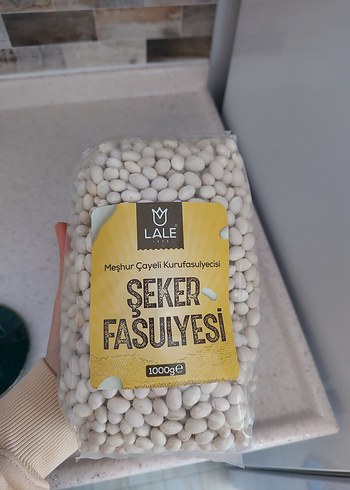 LALE
Meşhur Çayeli Kurufasulyecisi
ŞEKER
FASULYESİ
1000g℮